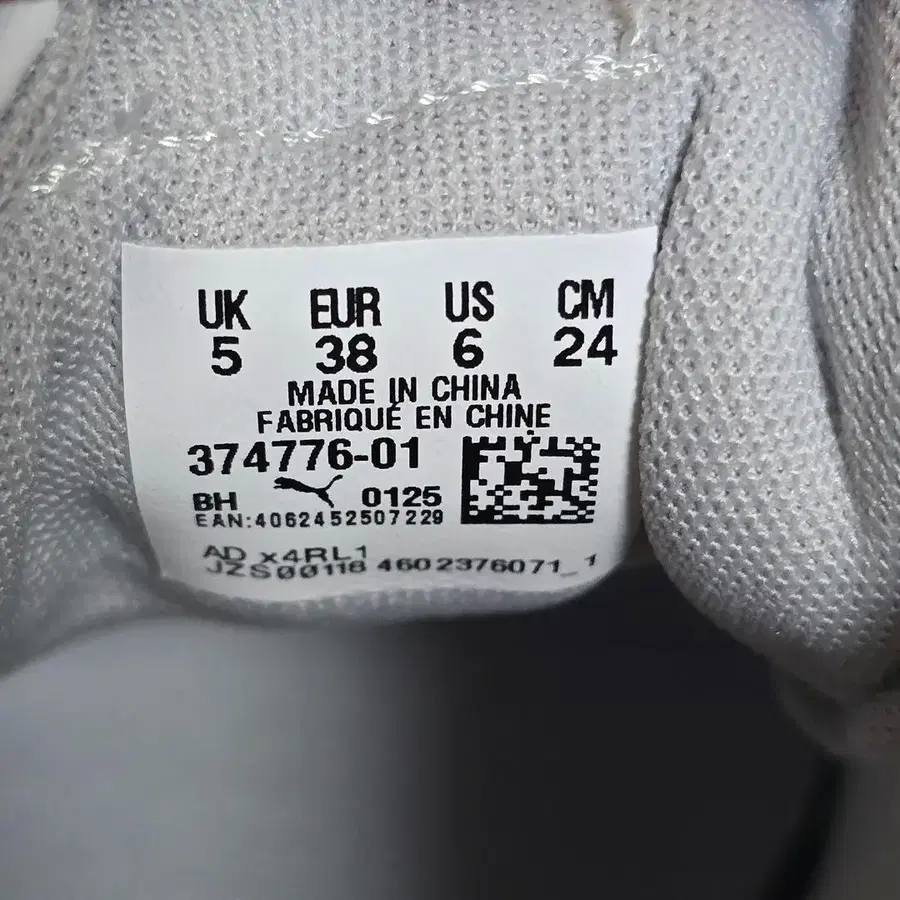 UK EUR US CM
5 38 6 24
MADE IN CHINA
FABRIQUÉ EN CHINE
374776-01
BH 0125
EAN:4062452507229
AD x4RL1
JZS00118 4602376071_1